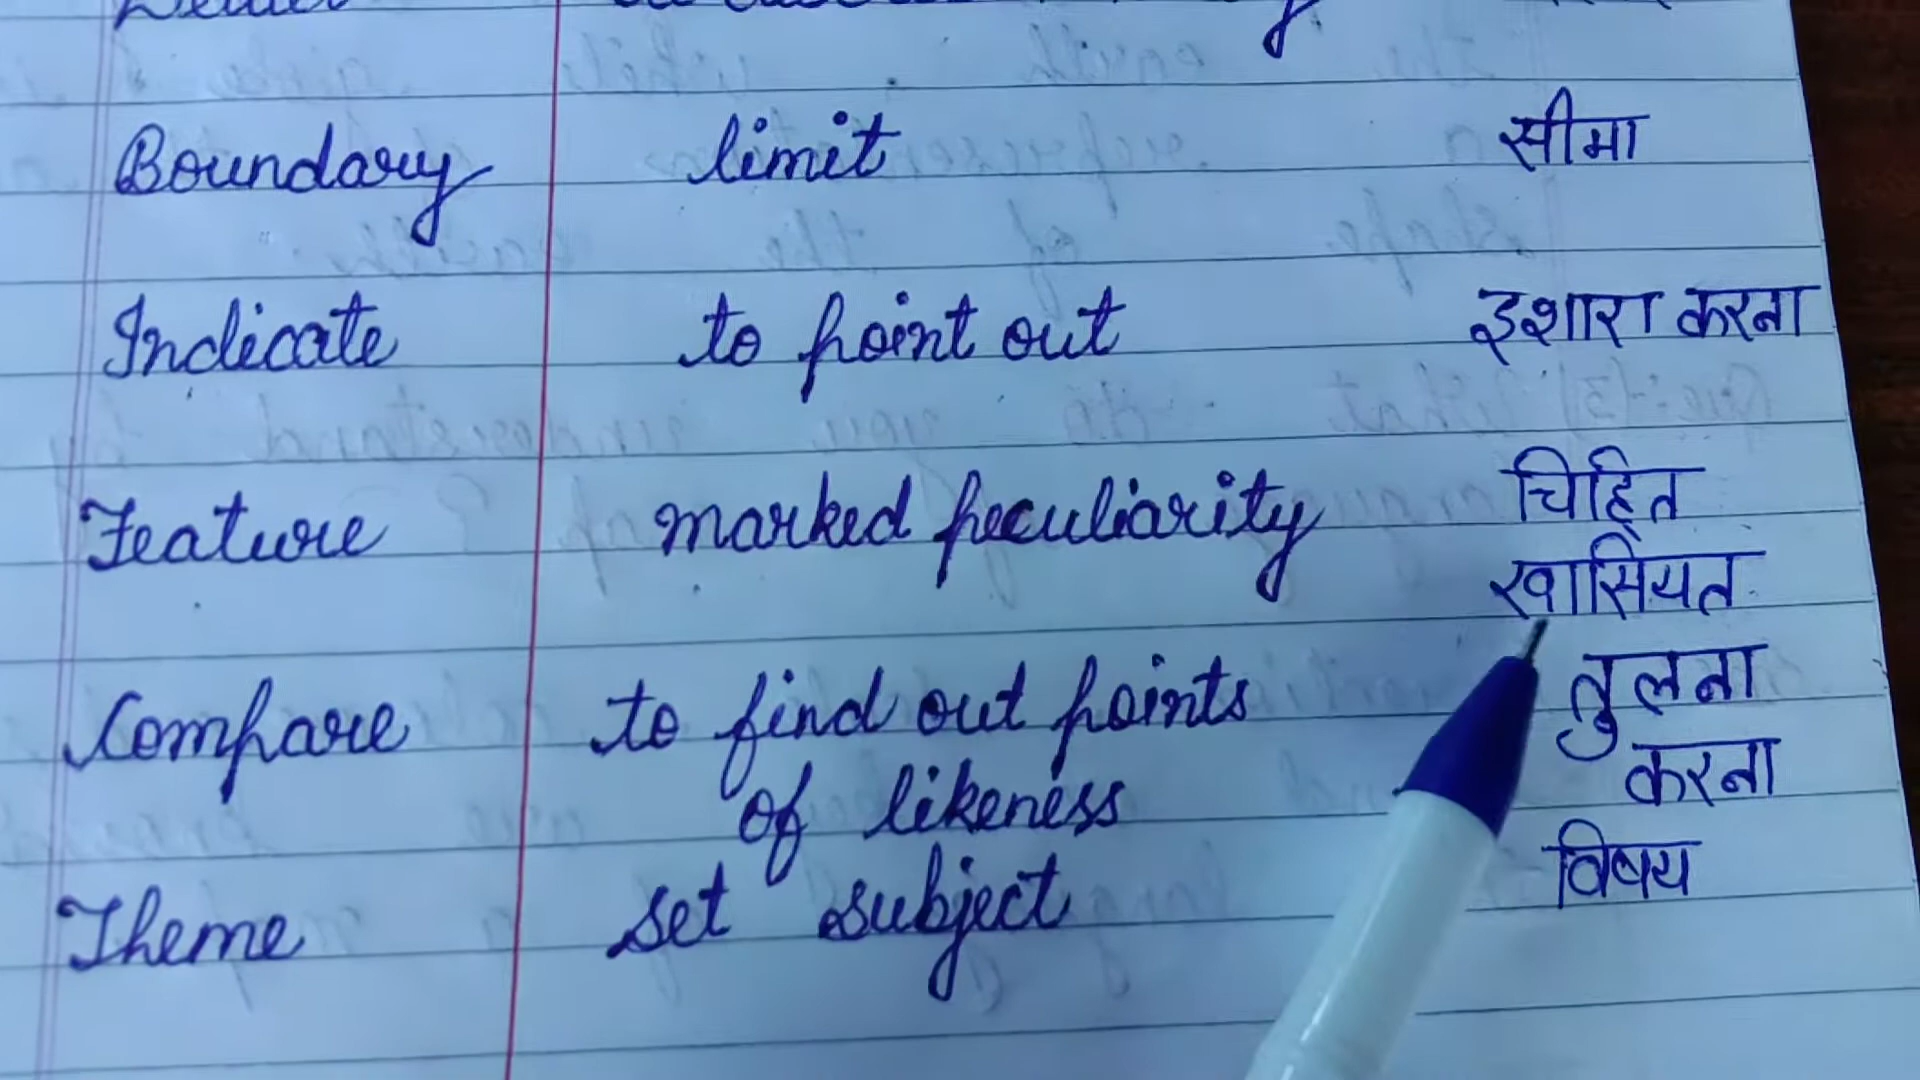 Boundary limit सीमा
Indicate to point out इशारा करना
Feature marked peculiarity चिह्नित
खासियत
Compare to find out points तुलना
of likeness करना
Theme set subject विषय